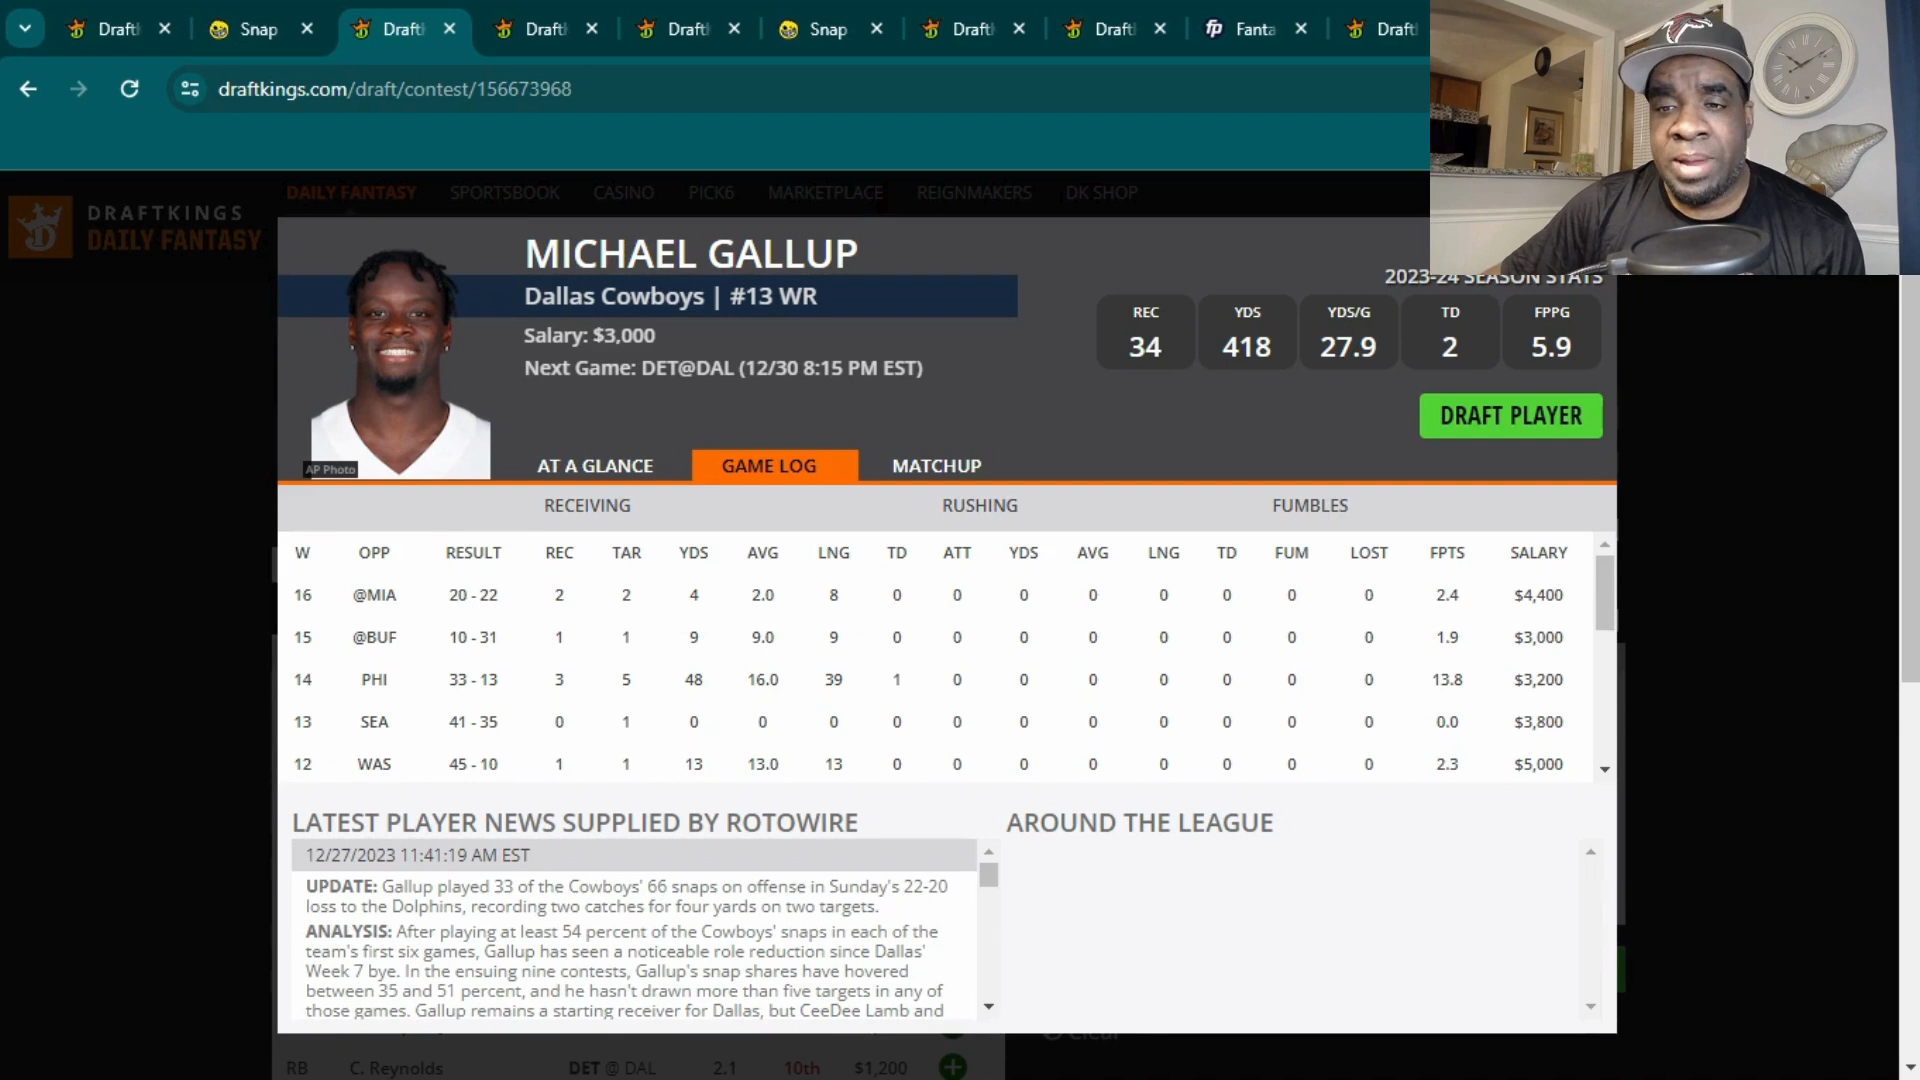 Draft
Snap
Draft
Draft
Draft
Snap
Draft
Draft
fp Fanta
Draft
draftkings.com/draft/contest/156673968
DRAFTKINGS
DAILY FANTASY
DAILY FANTASY SPORTSBOOK CASINO PICK6 MARKETPLACE REIGNMAKERS DK SHOP
MICHAEL GALLUP
Dallas Cowboys | #13 WR
Salary: $3,000
Next Game: DET@DAL (12/30 8:15 PM EST)
AP Photo
2023-24 SEASON STATS
REC YDS YDS/G TD FPPG
34 418 27.9 2 5.9
DRAFT PLAYER
AT A GLANCE GAME LOG MATCHUP
RECEIVING RUSHING FUMBLES
W OPP RESULT REC TAR YDS AVG LNG TD ATT YDS AVG LNG TD FUM LOST FPTS SALARY
16 @MIA 20 - 22 2 2 4 2.0 8 0 0 0 0 0 0 0 0 2.4 $4,400
15 @BUF 10 - 31 1 1 9 9.0 9 0 0 0 0 0 0 0 0 1.9 $3,000
14 PHI 33 - 13 3 5 48 16.0 39 1 0 0 0 0 0 0 0 13.8 $3,200
13 SEA 41 - 35 0 1 0 0 0 0 0 0 0 0 0 0 0 0.0 $3,800
12 WAS 45 - 10 1 1 13 13.0 13 0 0 0 0 0 0 0 0 2.3 $5,000
LATEST PLAYER NEWS SUPPLIED BY ROTOWIRE
12/27/2023 11:41:19 AM EST
UPDATE: Gallup played 33 of the Cowboys' 66 snaps on offense in Sunday's 22-20
loss to the Dolphins, recording two catches for four yards on two targets.
ANALYSIS: After playing at least 54 percent of the Cowboys' snaps in each of the
team's first six games, Gallup has seen a noticeable role reduction since Dallas'
Week 7 bye. In the ensuing nine contests, Gallup's snap shares have hovered
between 35 and 51 percent, and he hasn't drawn more than five targets in any of
those games. Gallup remains a starting receiver for Dallas, but CeeDee Lamb and
AROUND THE LEAGUE
Clear
RB C. Reynolds DET @ DAL 2.1 10th $1,200